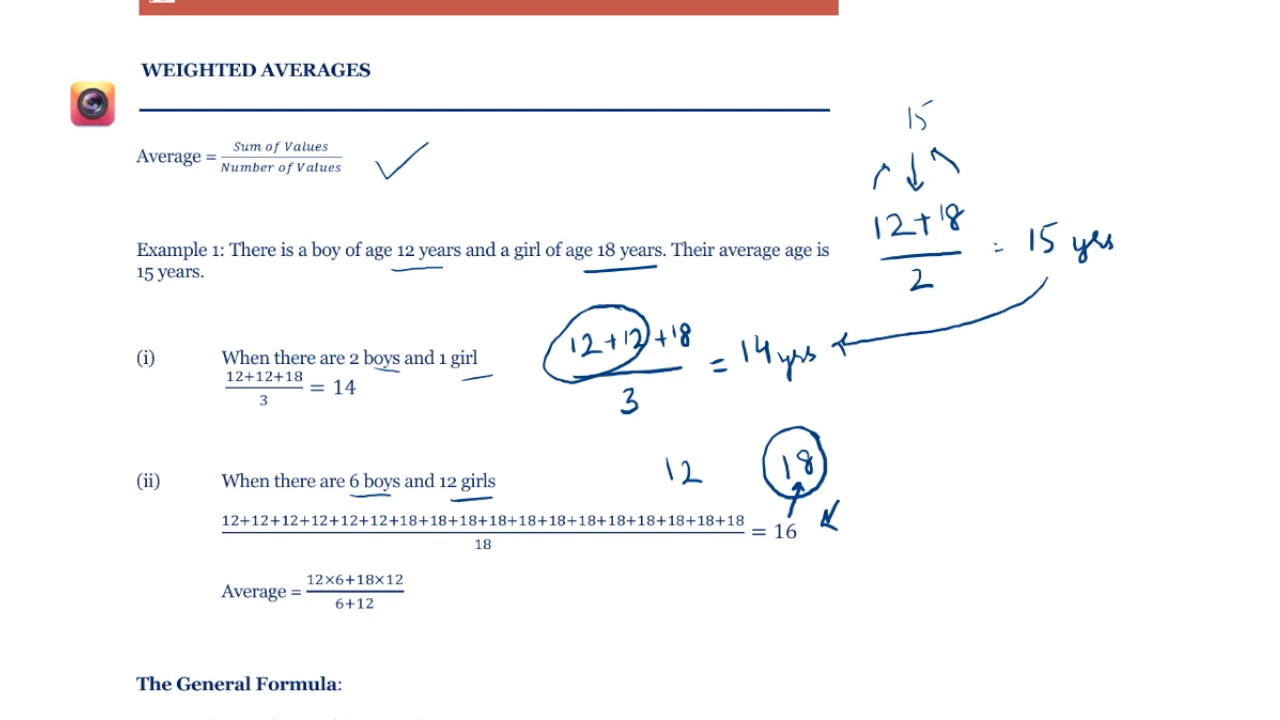 WEIGHTED AVERAGES
15
Average = Sum of Values / Number of Values
12+18 / 2 = 15 yrs
Example 1: There is a boy of age 12 years and a girl of age 18 years. Their average age is
15 years.
12+12+18 / 3 = 14 yrs
(i) When there are 2 boys and 1 girl
12+12+18 / 3 = 14
12 18
(ii) When there are 6 boys and 12 girls
12+12+12+12+12+12+18+18+18+18+18+18+18+18+18+18+18+18 / 18 = 16
Average = 12×6+18×12 / 6+12
The General Formula: